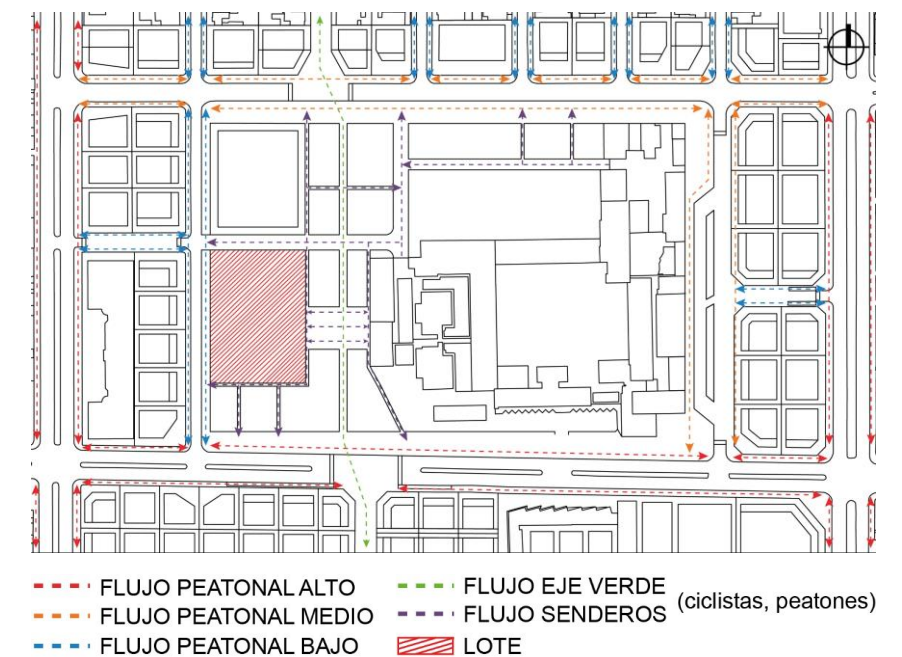 FLUJO PEATONAL ALTO
FLUJO PEATONAL MEDIO
FLUJO PEATONAL BAJO
FLUJO EJE VERDE
FLUJO SENDEROS
(ciclistas, peatones)
LOTE